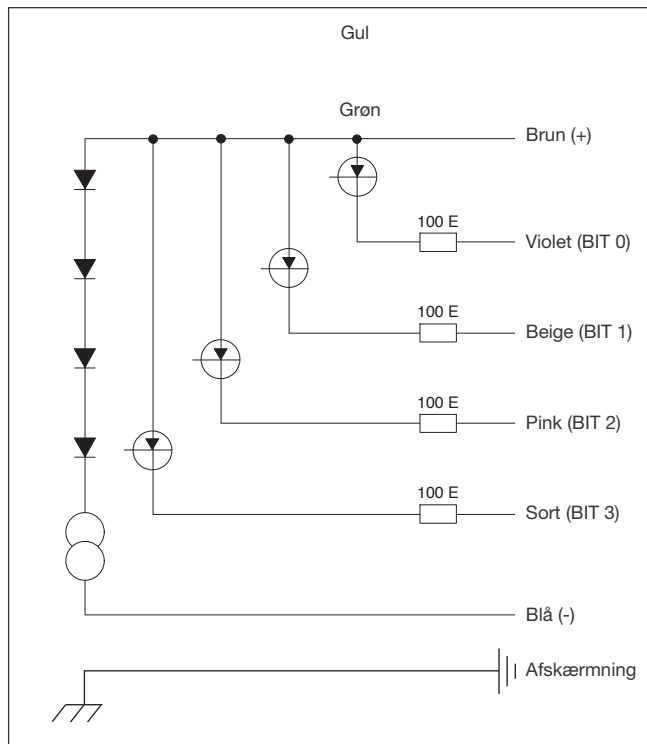 Gul
Grøn
Brun (+)
100 E
Violet (BIT 0)
100 E
Beige (BIT 1)
100 E
Pink (BIT 2)
100 E
Sort (BIT 3)
Blå (-)
Afskærmning